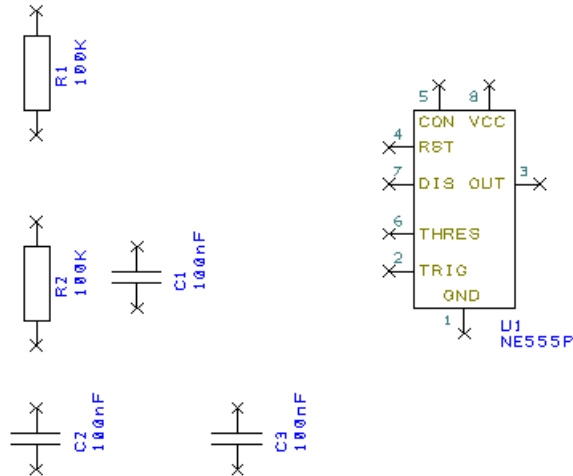 R1
100K
5
8
CON VCC
4
RST
7
DIS OUT
3
6
THRES
2
TRIG
GND
1
U1
NE555P
R2
100K
C1
100nF
C2
100nF
C3
100nF